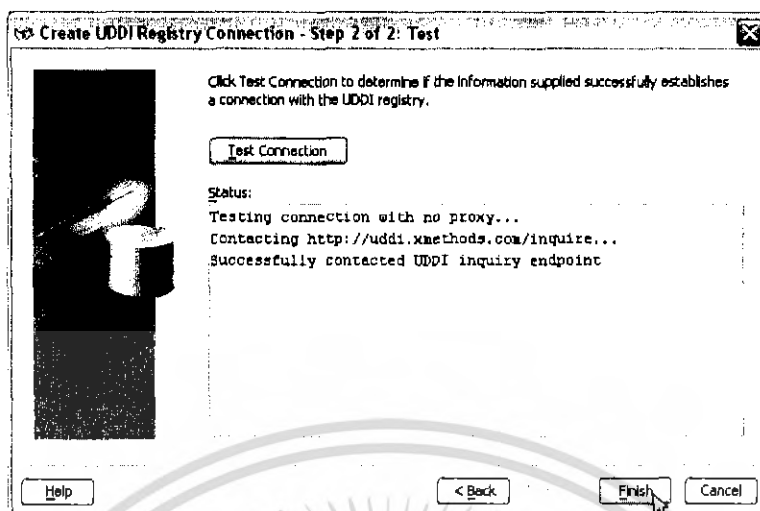 Create UDDI Registry Connection - Step 2 of 2: Test
Click Test Connection to determine if the information supplied successfully establishes
a connection with the UDDI registry.
Test Connection
Status:
Testing connection with no proxy...
Contacting http://uddi.xmethods.com/inquire...
Successfully contacted UDDI inquiry endpoint
Help
< Back
Finish
Cancel